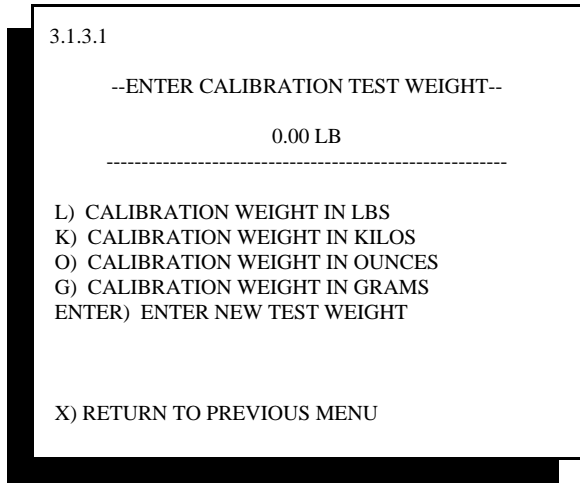 3.1.3.1
--ENTER CALIBRATION TEST WEIGHT--
0.00 LB
---------------------------------------------------------
L) CALIBRATION WEIGHT IN LBS
K) CALIBRATION WEIGHT IN KILOS
O) CALIBRATION WEIGHT IN OUNCES
G) CALIBRATION WEIGHT IN GRAMS
ENTER) ENTER NEW TEST WEIGHT
X) RETURN TO PREVIOUS MENU